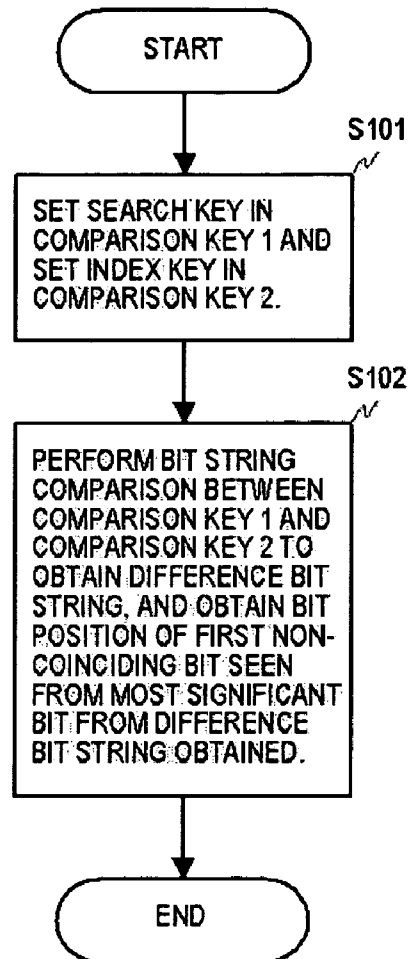 START
S101
SET SEARCH KEY IN
COMPARISON KEY 1 AND
SET INDEX KEY IN
COMPARISON KEY 2.
S102
PERFORM BIT STRING
COMPARISON BETWEEN
COMPARISON KEY 1 AND
COMPARISON KEY 2 TO
OBTAIN DIFFERENCE BIT
STRING, AND OBTAIN BIT
POSITION OF FIRST NON-
COINCIDING BIT SEEN
FROM MOST SIGNIFICANT
BIT FROM DIFFERENCE
BIT STRING OBTAINED.
END